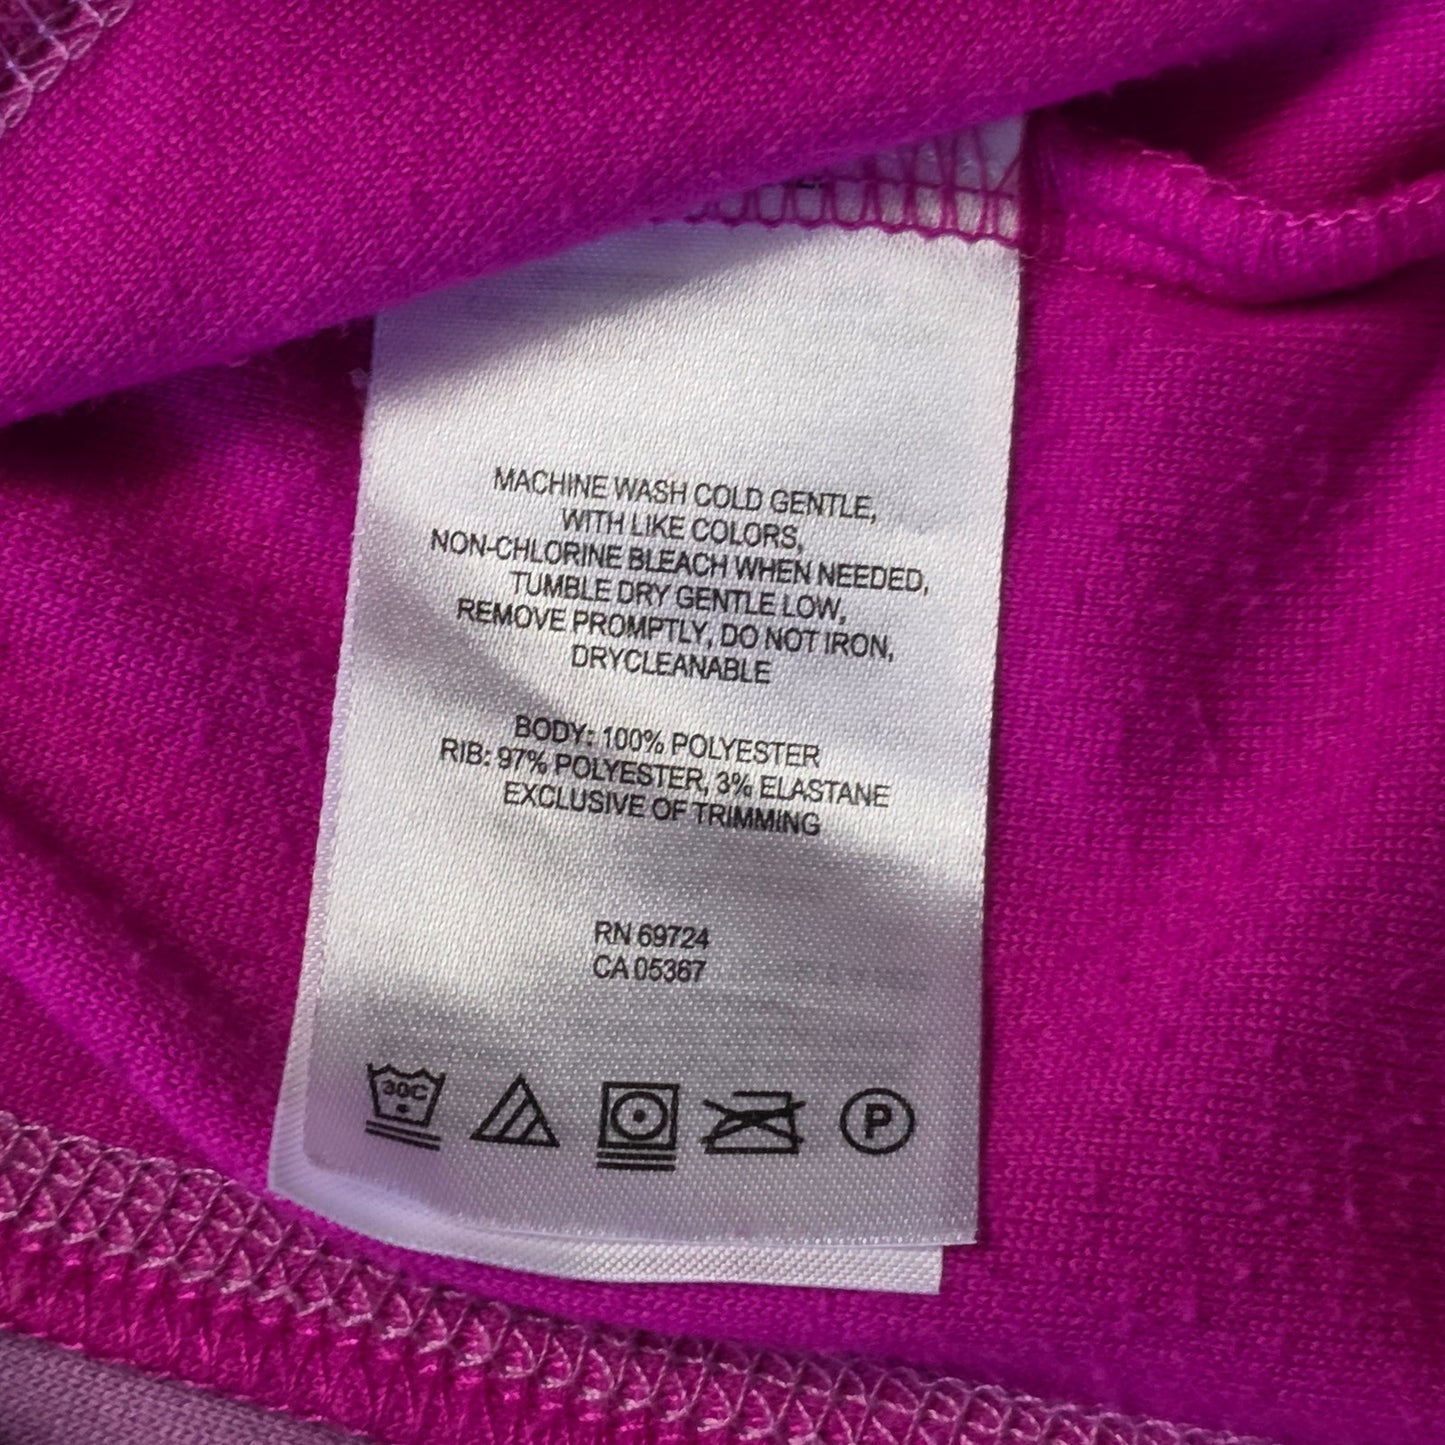 MACHINE WASH COLD GENTLE,
WITH LIKE COLORS,
NON-CHLORINE BLEACH WHEN NEEDED,
TUMBLE DRY GENTLE LOW,
REMOVE PROMPTLY, DO NOT IRON,
DRYCLEANABLE
BODY: 100% POLYESTER
RIB: 97% POLYESTER, 3% ELASTANE
EXCLUSIVE OF TRIMMING
RN 69724
CA 05367
30C
P